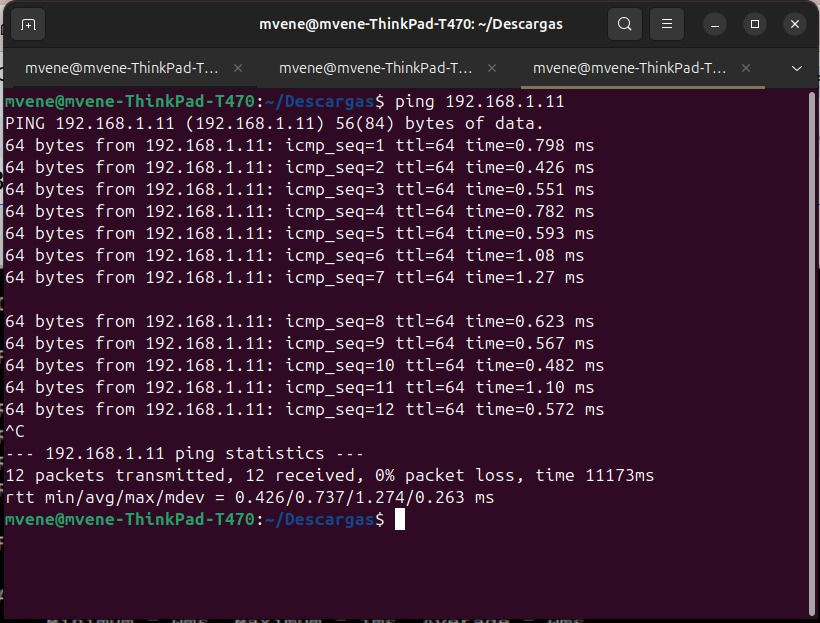 mvene@mvene-ThinkPad-T470: ~/Descargas
mvene@mvene-ThinkPad-T... × mvene@mvene-ThinkPad-T... × mvene@mvene-ThinkPad-T... ×
mvene@mvene-ThinkPad-T470:~/Descargas$ ping 192.168.1.11
PING 192.168.1.11 (192.168.1.11) 56(84) bytes of data.
64 bytes from 192.168.1.11: icmp_seq=1 ttl=64 time=0.798 ms
64 bytes from 192.168.1.11: icmp_seq=2 ttl=64 time=0.426 ms
64 bytes from 192.168.1.11: icmp_seq=3 ttl=64 time=0.551 ms
64 bytes from 192.168.1.11: icmp_seq=4 ttl=64 time=0.782 ms
64 bytes from 192.168.1.11: icmp_seq=5 ttl=64 time=0.593 ms
64 bytes from 192.168.1.11: icmp_seq=6 ttl=64 time=1.08 ms
64 bytes from 192.168.1.11: icmp_seq=7 ttl=64 time=1.27 ms

64 bytes from 192.168.1.11: icmp_seq=8 ttl=64 time=0.623 ms
64 bytes from 192.168.1.11: icmp_seq=9 ttl=64 time=0.567 ms
64 bytes from 192.168.1.11: icmp_seq=10 ttl=64 time=0.482 ms
64 bytes from 192.168.1.11: icmp_seq=11 ttl=64 time=1.10 ms
64 bytes from 192.168.1.11: icmp_seq=12 ttl=64 time=0.572 ms
^C
--- 192.168.1.11 ping statistics ---
12 packets transmitted, 12 received, 0% packet loss, time 11173ms
rtt min/avg/max/mdev = 0.426/0.737/1.274/0.263 ms
mvene@mvene-ThinkPad-T470:~/Descargas$